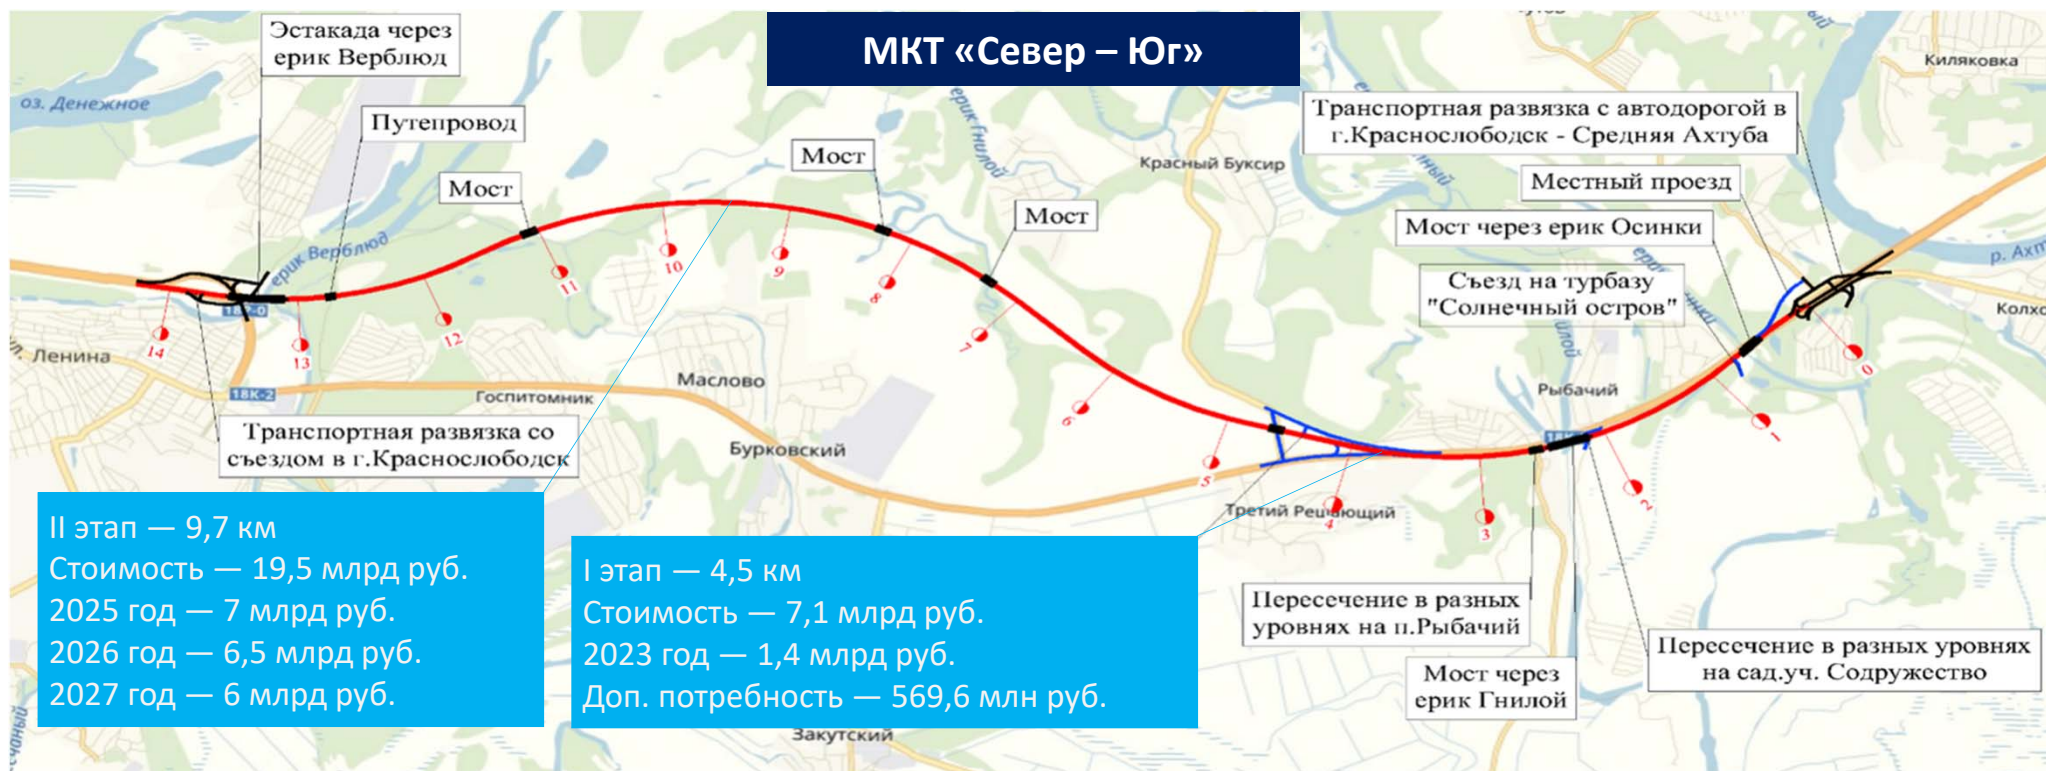 МКТ «Север – Юг»
Эстакада через
ерик Верблюд
оз. Денежное
Путепровод
Мост
Мост
Мост
ерик Гнилой
Красный Буксир
Киляковка
Транспортная развязка с автодорогой в
г.Краснослободск - Средняя Ахтуба
Местный проезд
Мост через ерик Осинки
Съезд на турбазу
"Солнечный остров"
ерик Верблюд
18К-2
Ленина
Госпитомник
Маслово
Бурковский
Рыбачий
Третий Решающий
Транспортная развязка со
съездом в г.Краснослободск
14
13
12
11
10
9
8
7
6
5
4
3
2
1
0
II этап — 9,7 км
Стоимость — 19,5 млрд руб.
2025 год — 7 млрд руб.
2026 год — 6,5 млрд руб.
2027 год — 6 млрд руб.
I этап — 4,5 км
Стоимость — 7,1 млрд руб.
2023 год — 1,4 млрд руб.
Доп. потребность — 569,6 млн руб.
Пересечение в разных
уровнях на п.Рыбачий
Мост через
ерик Гнилой
Пересечение в разных уровнях
на сад.уч. Содружество
Закутский